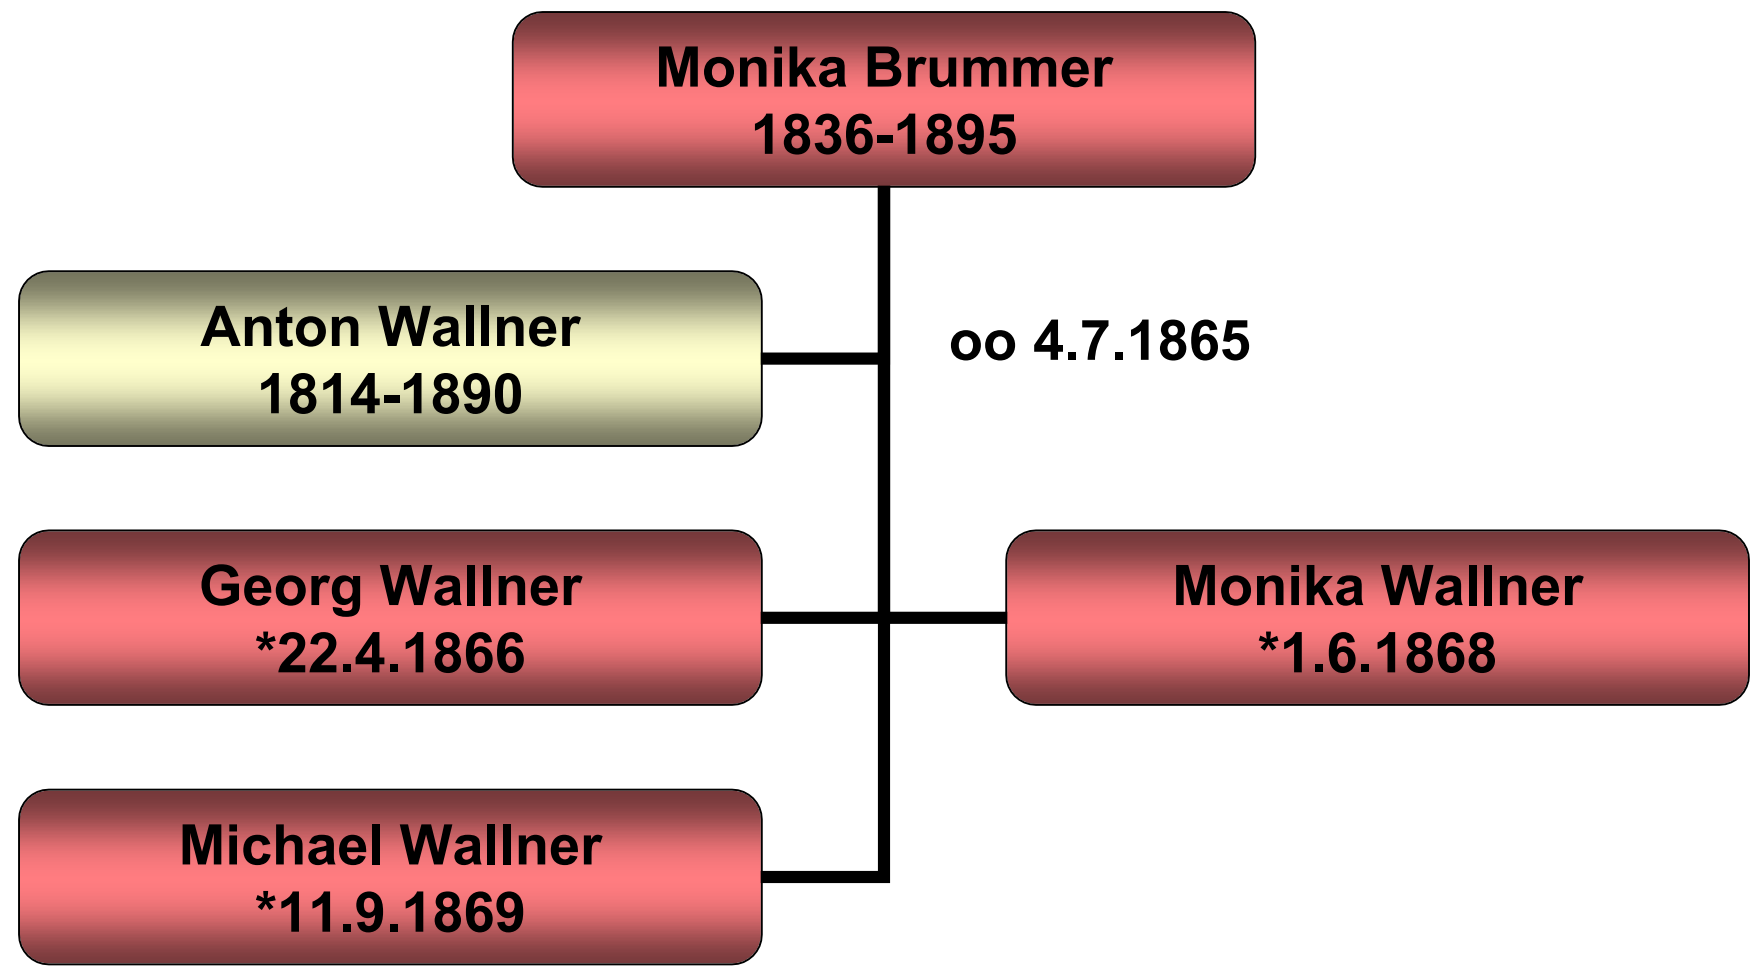 Monika Brummer
1836-1895
Anton Wallner
1814-1890
oo 4.7.1865
Georg Wallner
*22.4.1866
Monika Wallner
*1.6.1868
Michael Wallner
*11.9.1869